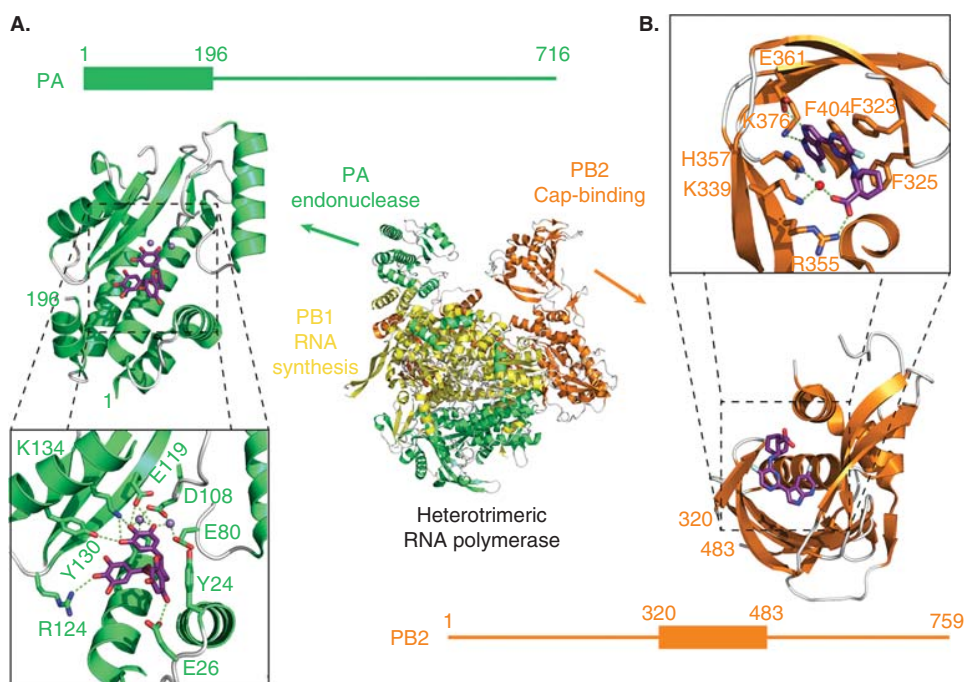 A.
1 196 716
PA
PA
endonuclease
196
1
K134
E119
D108
E80
Y130
Y24
R124
E26
PB1
RNA
synthesis
PB2
Cap-binding
Heterotrimeric
RNA polymerase
B.
E361
K376
F404
F323
H357
K339
F325
R355
320
483
1 320 483 759
PB2